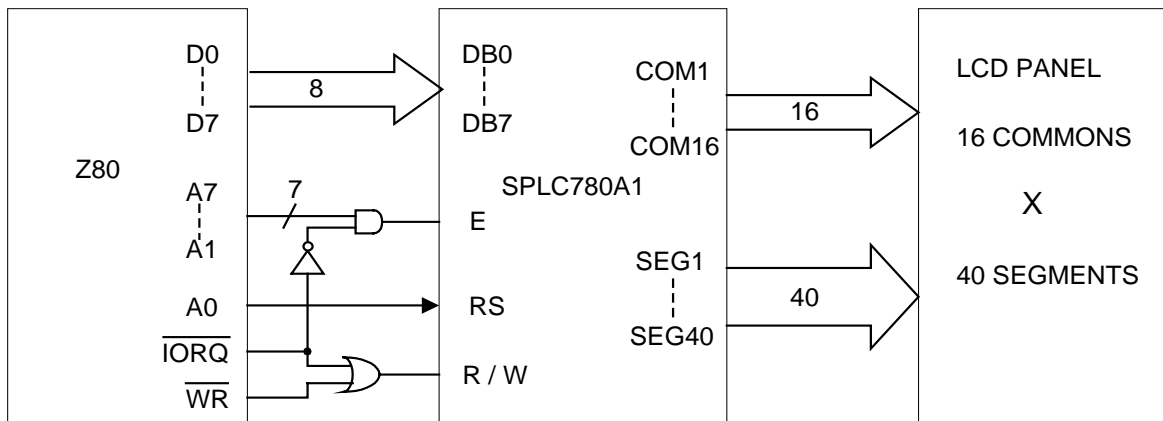 Z80
D0
D7
A7
A1
A0
IORQ
WR
8
7
SPLC780A1
DB0
DB7
E
RS
R / W
COM1
COM16
SEG1
SEG40
16
40
LCD PANEL
16 COMMONS
X
40 SEGMENTS